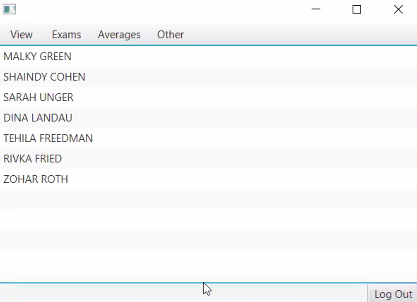 View Exams Averages Other
MALKY GREEN
SHAINDY COHEN
SARAH UNGER
DINA LANDAU
TEHILA FREEDMAN
RIVKA FRIED
ZOHAR ROTH
Log Out